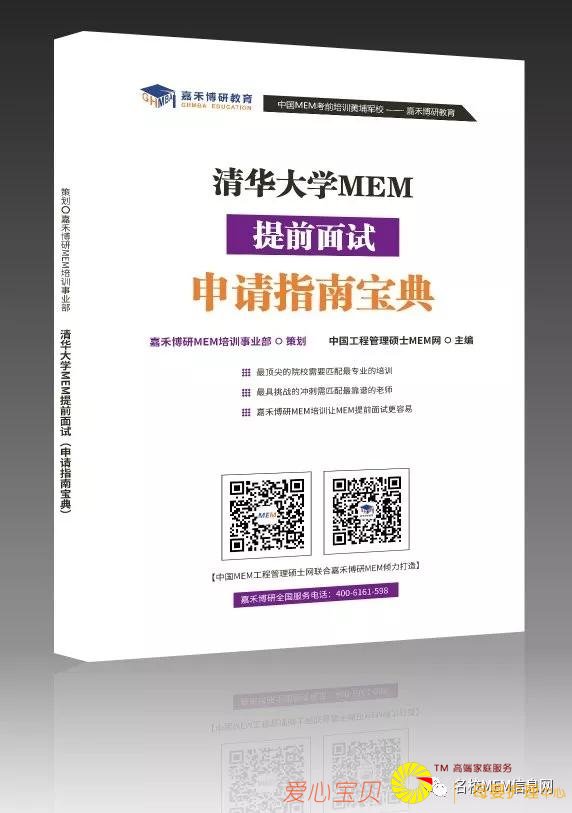 嘉禾博研教育
GHMBA EDUCATION
中国MEM考前培训黄埔军校 —— 嘉禾博研教育
清华大学MEM
提前面试
申请指南宝典
嘉禾博研MEM培训事业部 策划 中国工程管理硕士MEM网 主编
最顶尖的院校需要匹配最专业的培训
最具挑战的冲刺需匹配最靠谱的老师
嘉禾博研MEM培训让MEM提前面试更容易
MEM
【中国MEM工程管理硕士网联合嘉禾博研MEM倾力打造】
嘉禾博研全国服务电话：400-6161-598
策划 嘉禾博研MEM培训事业部
清华大学MEM提前面试（申请指南宝典）
TM 高端家庭服务
爱心宝贝
名校MEM信息网